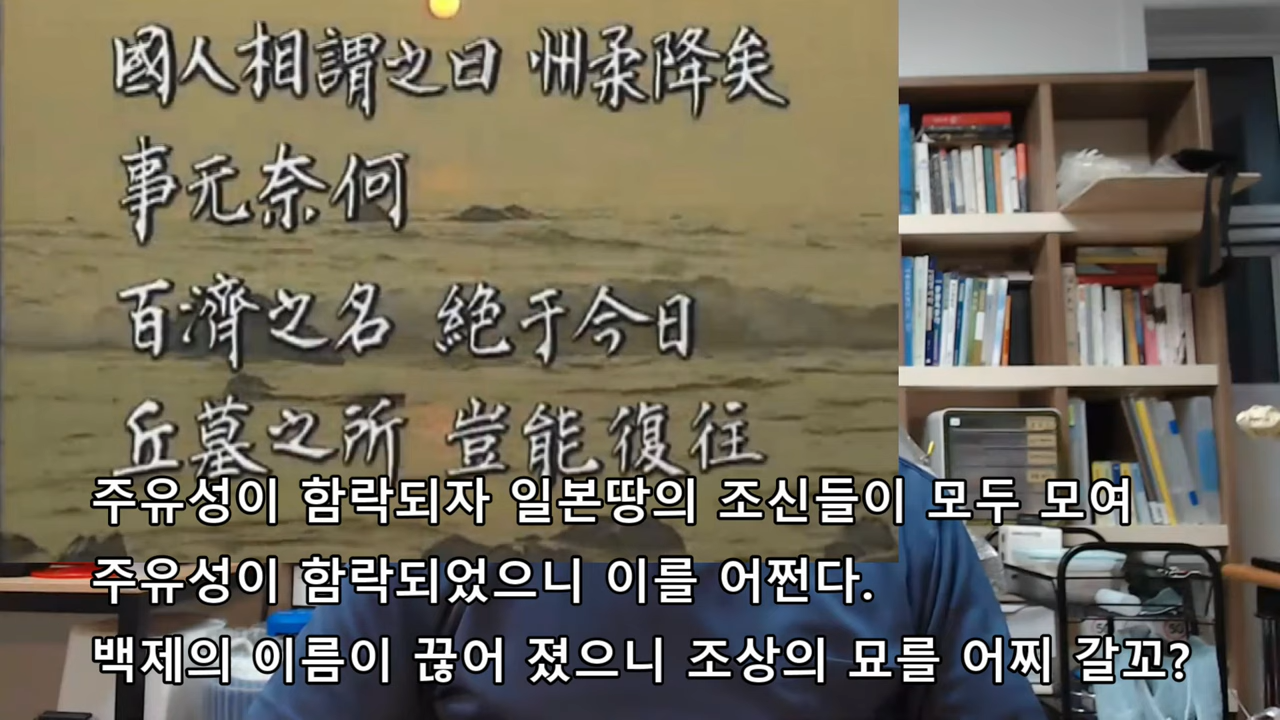 國人相謂之曰 州柔降矣
事无奈何
百濟之名 絶于今日
丘墓之所 豈能復往
주유성이 함락되자 일본땅의 조신들이 모두 모여
주유성이 함락되었으니 이를 어쩐다.
백제의 이름이 끊어 졌으니 조상의 묘를 어찌 갈꼬?